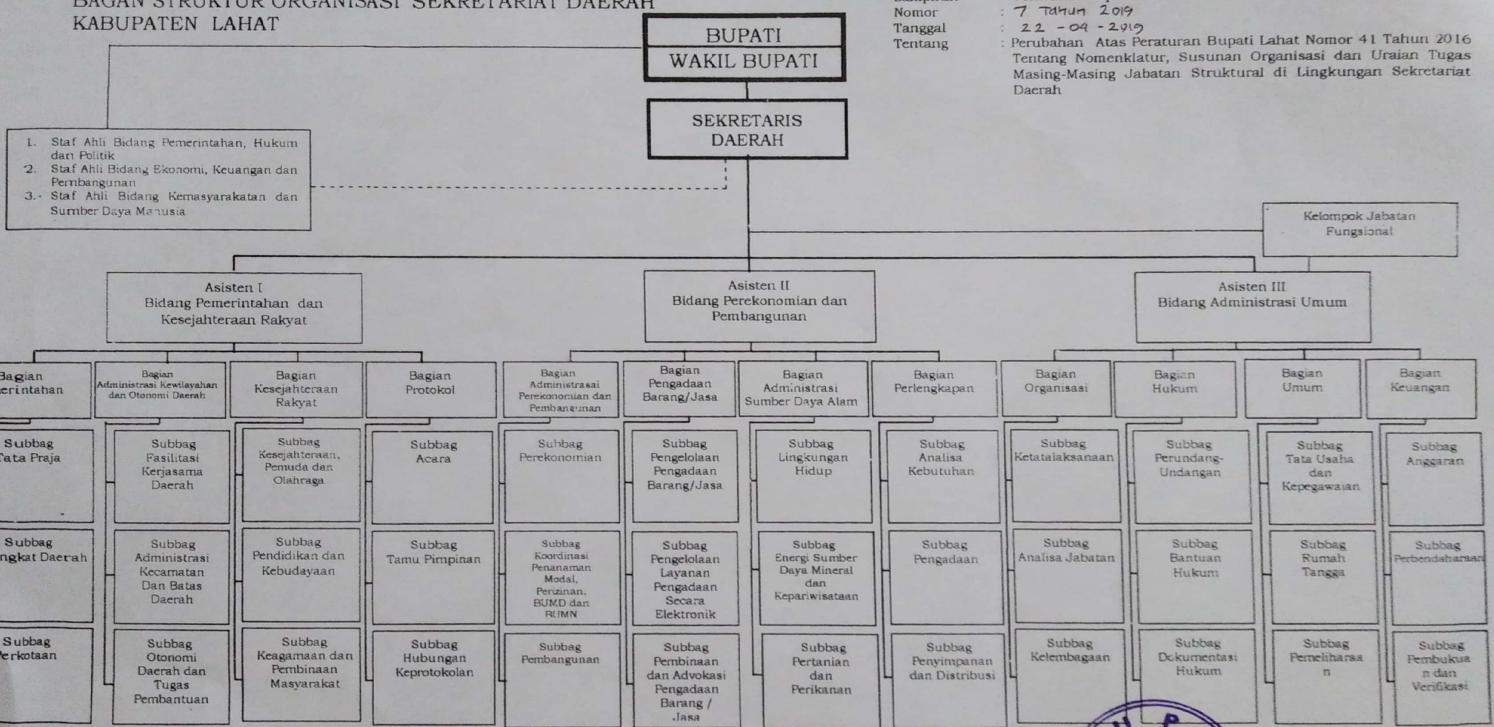 BAGAN STRUKTUR ORGANISASI SEKRETARIAT DAERAH
KABUPATEN LAHAT
Nomor : 7 Tahun 2019
Tanggal : 22 - 04 - 2019
Tentang : Perubahan Atas Peraturan Bupati Lahat Nomor 41 Tahun 2016
Tentang Nomenklatur, Susunan Organisasi dan Uraian Tugas
Masing-Masing Jabatan Struktural di Lingkungan Sekretariat
Daerah
BUPATI
WAKIL BUPATI
SEKRETARIS
DAERAH
1. Staf Ahli Bidang Pemerintahan, Hukum
dan Politik
2. Staf Ahli Bidang Ekonomi, Keuangan dan
Pembangunan
3. Staf Ahli Bidang Kemasyarakatan dan
Sumber Daya Manusia
Kelompok Jabatan
Fungsional
Asisten I
Bidang Pemerintahan dan
Kesejahteraan Rakyat
Asisten II
Bidang Perekonomian dan
Pembangunan
Asisten III
Bidang Administrasi Umum
Bagian
erintahan
Bagian
Administrasi Kewilayahan
dan Otonomi Daerah
Bagian
Kesejahteraan
Rakyat
Bagian
Protokol
Bagian
Administrasai
Perekonomian dan
Pembangunan
Bagian
Pengadaan
Barang/Jasa
Bagian
Administrasi
Sumber Daya Alam
Bagian
Perlengkapan
Bagian
Organisasi
Bagian
Hukum
Bagian
Umum
Bagian
Keuangan
Subbag
Tata Praja
Subbag
Fasilitasi
Kerjasama
Daerah
Subbag
Kesejahteraan,
Pemuda dan
Olahraga
Subbag
Acara
Subbag
Perekonomian
Subbag
Pengelolaan
Pengadaan
Barang/Jasa
Subbag
Lingkungan
Hidup
Subbag
Analisa
Kebutuhan
Subbag
Ketatalaksanaan
Subbag
Perundang-
Undangan
Subbag
Tata Usaha
dan
Kepegawaian
Subbag
Anggaran
Subbag
ngkat Daerah
Subbag
Administrasi
Kecamatan
Dan Batas
Daerah
Subbag
Pendidikan dan
Kebudayaan
Subbag
Tamu Pimpinan
Subbag
Koordinasi
Penanaman
Modal,
Perizinan,
BUMD dan
BUMN
Subbag
Pengelolaan
Layanan
Pengadaan
Secara
Elektronik
Subbag
Energi Sumber
Daya Mineral
dan
Kepariwisataan
Subbag
Pengadaan
Subbag
Analisa Jabatan
Subbag
Bantuan
Hukum
Subbag
Rumah
Tangga
Subbag
Perbendaharaan
Subbag
erkotaan
Subbag
Otonomi
Daerah dan
Tugas
Pembantuan
Subbag
Keagamaan dan
Pembinaan
Masyarakat
Subbag
Hubungan
Keprotokolan
Subbag
Pembangunan
Subbag
Pembinaan
dan Advokasi
Pengadaan
Barang /
Jasa
Subbag
Pertanian
dan
Perikanan
Subbag
Penyimpanan
dan Distribusi
Subbag
Kelembagaan
Subbag
Dokumentasi
Hukum
Subbag
Pemeliharaa
n
Subbag
Pembukua
n dan
Verifikasi
U P